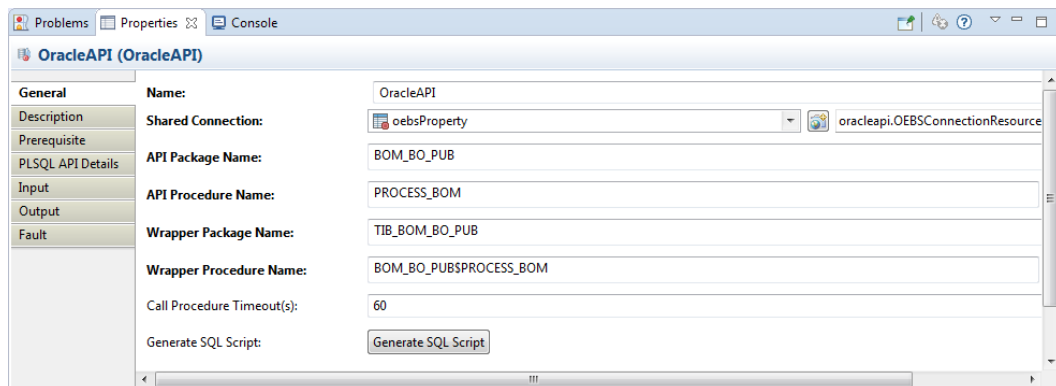 Problems Properties Console
OracleAPI (OracleAPI)
General
Description
Prerequisite
PLSQL API Details
Input
Output
Fault
Name: OracleAPI
Shared Connection: oebsProperty oracleapi.OEBSConnectionResource
API Package Name: BOM_BO_PUB
API Procedure Name: PROCESS_BOM
Wrapper Package Name: TIB_BOM_BO_PUB
Wrapper Procedure Name: BOM_BO_PUB$PROCESS_BOM
Call Procedure Timeout(s): 60
Generate SQL Script: Generate SQL Script